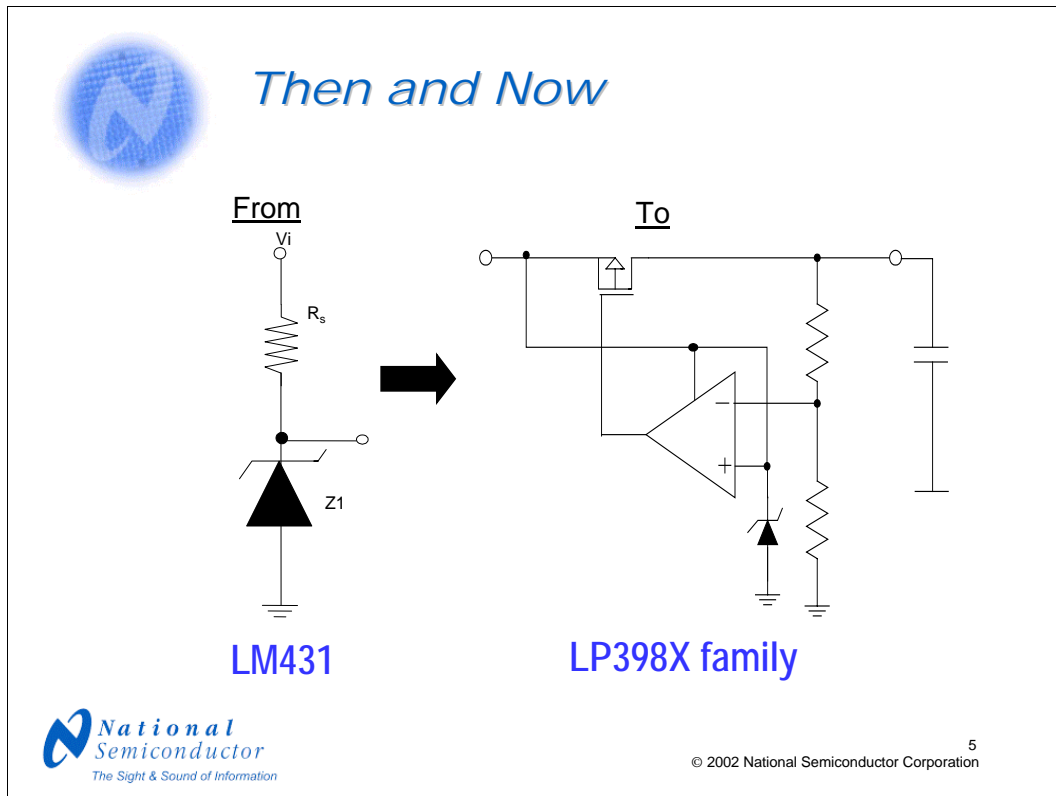 Then and Now
From
To
Vi
Rs
−
+
Z1
LM431
LP398X family
National
Semiconductor
The Sight & Sound of Information
5
© 2002 National Semiconductor Corporation